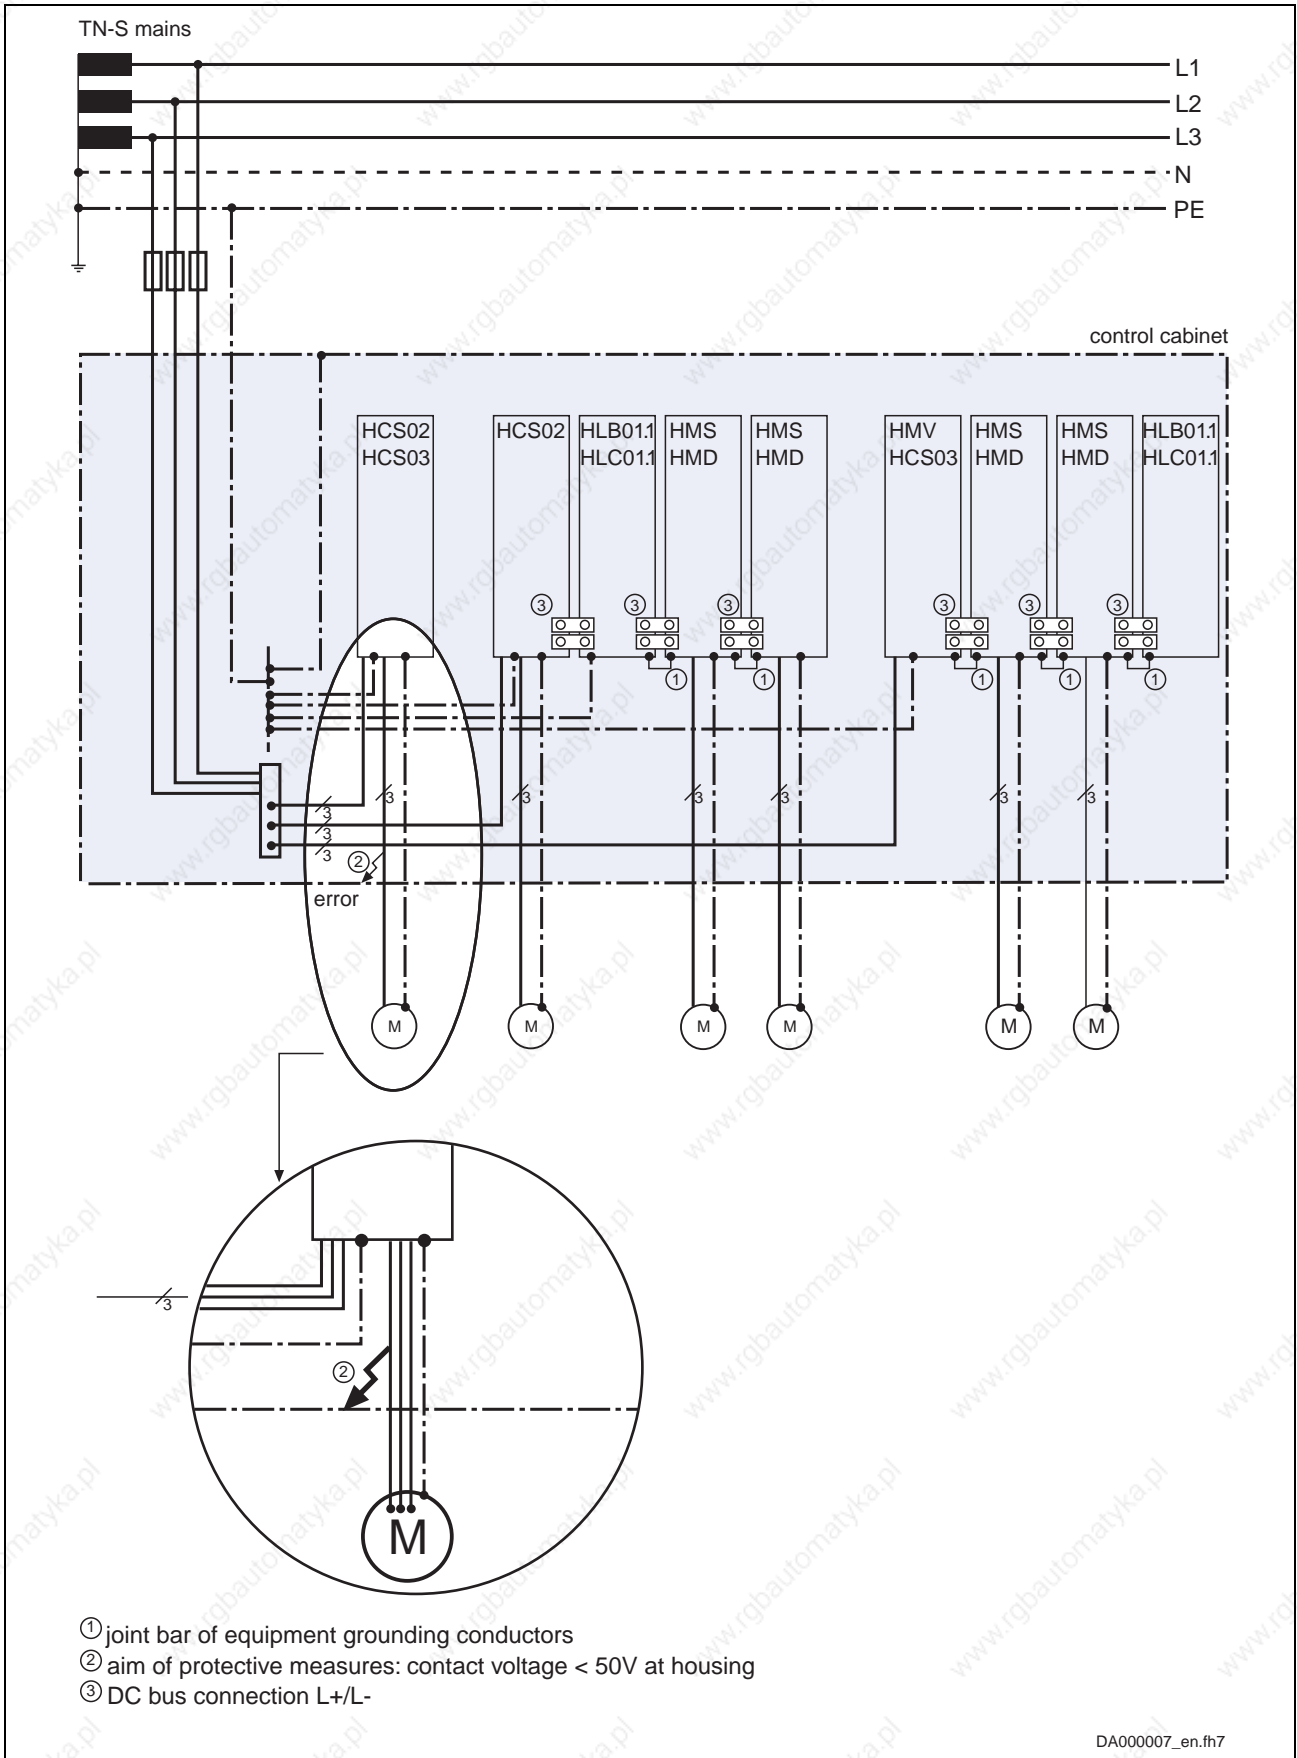 TN-S mains
L1
L2
L3
N
PE
control cabinet
HCS02 HCS02 HLB01.1 HMS HMS HMV HMS HMS HLB01.1
HCS03 HLC01.1 HMD HMD HCS03 HMD HMD HLC01.1
3 3 3 3 3 3
1 1 1 1 1
3 3 3 3 3 3
3
3
3
2
error
M M M M M M
3
2
M
1 joint bar of equipment grounding conductors
2 aim of protective measures: contact voltage < 50V at housing
3 DC bus connection L+/L-
DA000007_en.fh7
www.rgbautomatyka.pl